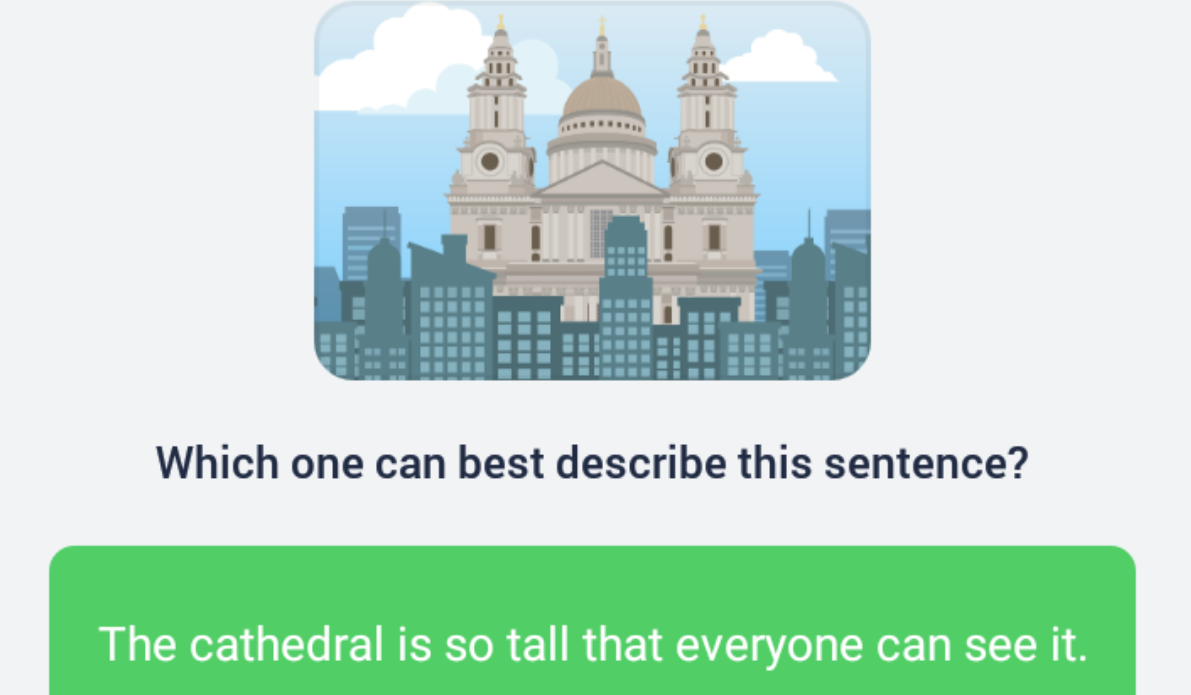 Which one can best describe this sentence?
The cathedral is so tall that everyone can see it.